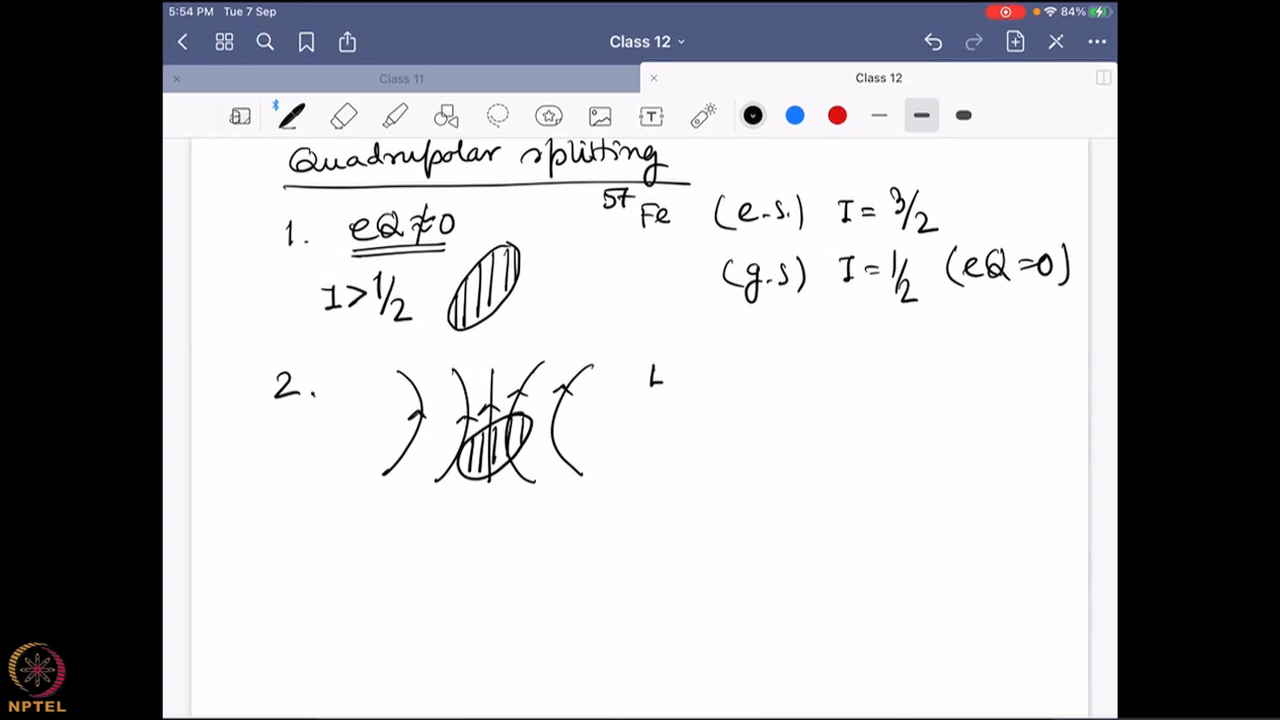 5:54 PM Tue 7 Sep 84%
Class 12
Class 11 Class 12
Quadrupolar splitting
1. eQ ≠ 0 57Fe (e.s.) I = 3/2
I > 1/2 (g.s) I = 1/2 (eQ = 0)
2.
NPTEL